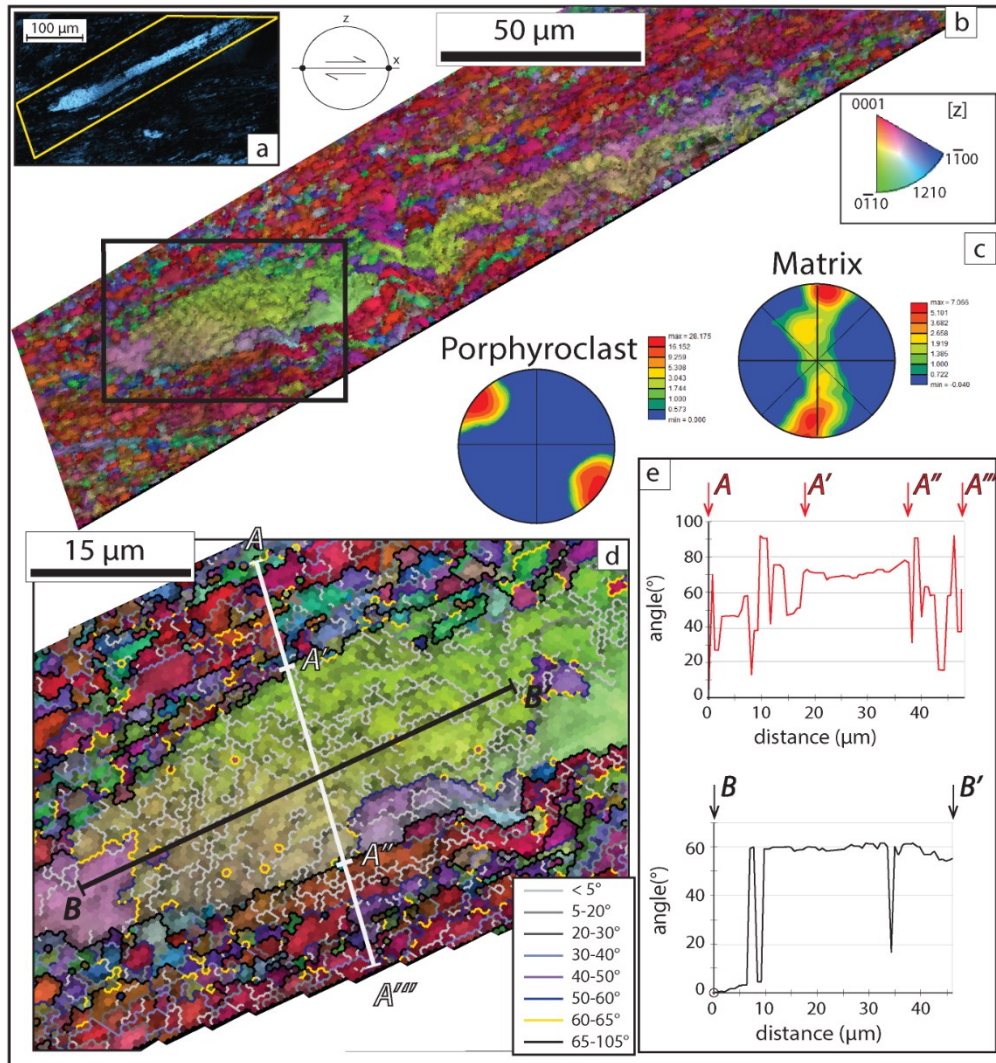 100 μm
a
z
x
50 μm
b
[z]
0001
1̅100
1210
01̅10
c
Matrix
max = 7.066
5.101
3.682
2.658
1.919
1.385
1.000
0.722
min = -0.040
Porphyroclast
max = 26.175
16.152
9.259
5.308
3.043
1.744
1.000
0.573
min = 0.000
15 μm
d
A
A'
A''
A'''
B
B
< 5°
5-20°
20-30°
30-40°
40-50°
50-60°
60-65°
65-105°
e
A A' A'' A'''
100
80
60
40
20
0
angle(°)
0 10 20 30 40
distance (μm)
B B'
60
40
20
0
angle(°)
0 10 20 30 40
distance (μm)